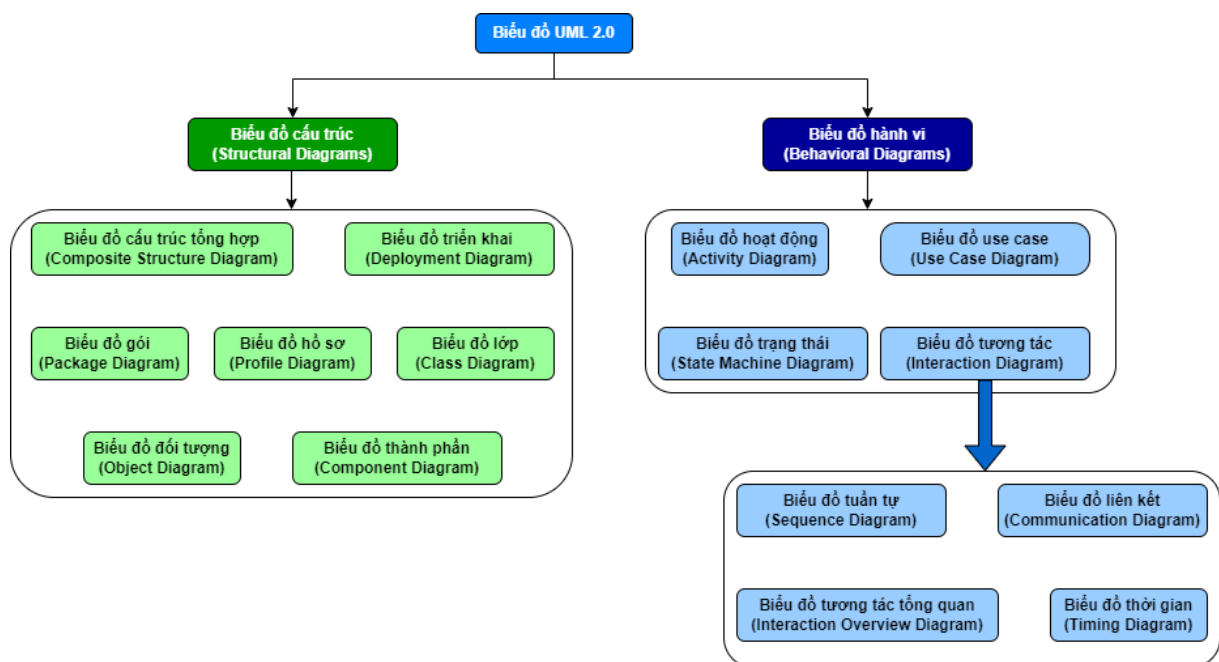 Biểu đồ UML 2.0
Biểu đồ cấu trúc
(Structural Diagrams)
Biểu đồ hành vi
(Behavioral Diagrams)
Biểu đồ cấu trúc tổng hợp
(Composite Structure Diagram)
Biểu đồ triển khai
(Deployment Diagram)
Biểu đồ gói
(Package Diagram)
Biểu đồ hồ sơ
(Profile Diagram)
Biểu đồ lớp
(Class Diagram)
Biểu đồ đối tượng
(Object Diagram)
Biểu đồ thành phần
(Component Diagram)
Biểu đồ hoạt động
(Activity Diagram)
Biểu đồ use case
(Use Case Diagram)
Biểu đồ trạng thái
(State Machine Diagram)
Biểu đồ tương tác
(Interaction Diagram)
Biểu đồ tuần tự
(Sequence Diagram)
Biểu đồ liên kết
(Communication Diagram)
Biểu đồ tương tác tổng quan
(Interaction Overview Diagram)
Biểu đồ thời gian
(Timing Diagram)